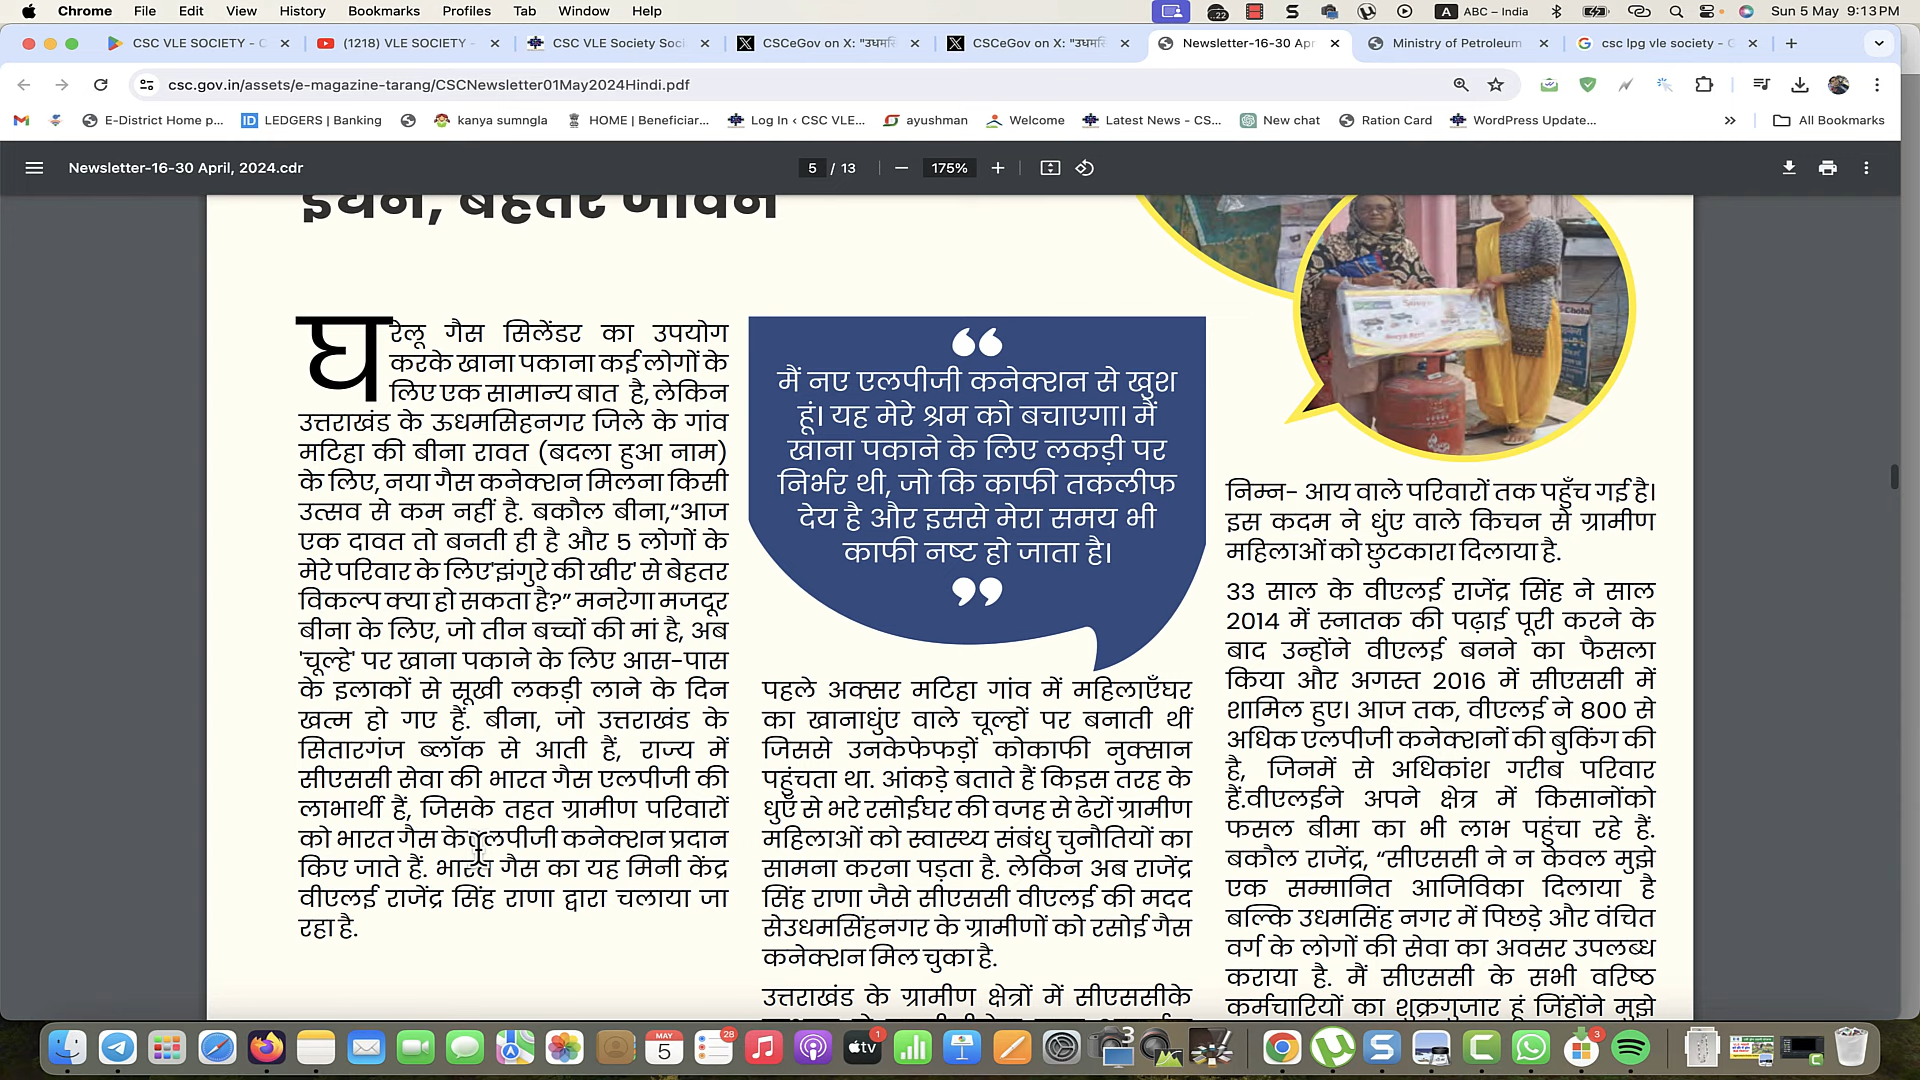 Chrome File Edit View History Bookmarks Profiles Tab Window Help
22
A ABC – India
Sun 5 May 9:13 PM
CSC VLE SOCIETY - C
(1218) VLE SOCIETY -
CSC VLE Society Soci
CSCeGov on X: "उधमसि
CSCeGov on X: "उधमसि
Newsletter-16-30 Apr
Ministry of Petroleum
csc lpg vle society - G
csc.gov.in/assets/e-magazine-tarang/CSCNewsletter01May2024Hindi.pdf
E-District Home p...
LEDGERS | Banking
kanya sumngla
HOME | Beneficiar...
Log In ‹ CSC VLE...
ayushman
Welcome
Latest News - CS...
New chat
Ration Card
WordPress Update...
All Bookmarks
Newsletter-16-30 April, 2024.cdr
5 / 13
175%
इंधन, बेहतर जीवन
घरेलू गैस सिलेंडर का उपयोग
करके खाना पकाना कई लोगों के
लिए एक सामान्य बात है, लेकिन
उत्तराखंड के ऊधमसिहनगर जिले के गांव
मटिहा की बीना रावत (बदला हुआ नाम)
के लिए, नया गैस कनेक्शन मिलना किसी
उत्सव से कम नहीं है. बकौल बीना,“आज
एक दावत तो बनती ही है और 5 लोगों के
मेरे परिवार के लिए'झंगुरे की खीर' से बेहतर
विकल्प क्या हो सकता है?” मनरेगा मजदूर
बीना के लिए, जो तीन बच्चों की मां है, अब
'चूल्हे' पर खाना पकाने के लिए आस-पास
के इलाकों से सूखी लकड़ी लाने के दिन
खत्म हो गए हैं. बीना, जो उत्तराखंड के
सितारगंज ब्लॉक से आती हैं, राज्य में
सीएससी सेवा की भारत गैस एलपीजी की
लाभार्थी हैं, जिसके तहत ग्रामीण परिवारों
को भारत गैस केएलपीजी कनेक्शन प्रदान
किए जाते हैं. भारत गैस का यह मिनी केंद्र
वीएलई राजेंद्र सिंह राणा द्वारा चलाया जा
रहा है.
“
मैं नए एलपीजी कनेक्शन से खुश
हूं। यह मेरे श्रम को बचाएगा। मैं
खाना पकाने के लिए लकड़ी पर
निर्भर थी, जो कि काफी तकलीफ
देय है और इससे मेरा समय भी
काफी नष्ट हो जाता है।
”
पहले अक्सर मटिहा गांव में महिलाएँघर
का खानाधुंए वाले चूल्हों पर बनाती थीं
जिससे उनकेफेफड़ों कोकाफी नुक्सान
पहुंचता था. आंकड़े बताते हैं किइस तरह के
धुएँ से भरे रसोईघर की वजह से ढेरों ग्रामीण
महिलाओं को स्वास्थ्य संबंधु चुनौतियों का
सामना करना पड़ता है. लेकिन अब राजेंद्र
सिंह राणा जैसे सीएससी वीएलई की मदद
सेउधमसिंहनगर के ग्रामीणों को रसोई गैस
कनेक्शन मिल चुका है.
उत्तराखंड के ग्रामीण क्षेत्रों में सीएससीके
निम्न- आय वाले परिवारों तक पहुँच गई है।
इस कदम ने धुंए वाले किचन से ग्रामीण
महिलाओं को छुटकारा दिलाया है.
33 साल के वीएलई राजेंद्र सिंह ने साल
2014 में स्नातक की पढ़ाई पूरी करने के
बाद उन्होंने वीएलई बनने का फैसला
किया और अगस्त 2016 में सीएससी में
शामिल हुए। आज तक, वीएलई ने 800 से
अधिक एलपीजी कनेक्शनों की बुकिंग की
है, जिनमें से अधिकांश गरीब परिवार
हैं.वीएलईने अपने क्षेत्र में किसानोंको
फसल बीमा का भी लाभ पहुंचा रहे हैं.
बकौल राजेंद्र, “सीएससी ने न केवल मुझे
एक सम्मानित आजिविका दिलाया है
बल्कि उधमसिंह नगर में पिछड़े और वंचित
वर्ग के लोगों की सेवा का अवसर उपलब्ध
कराया है. मैं सीएससी के सभी वरिष्ठ
कर्मचारियों का शुक्रगुजार हूं जिंहोंने मुझे
MAY
5
28
1
tv
3
3